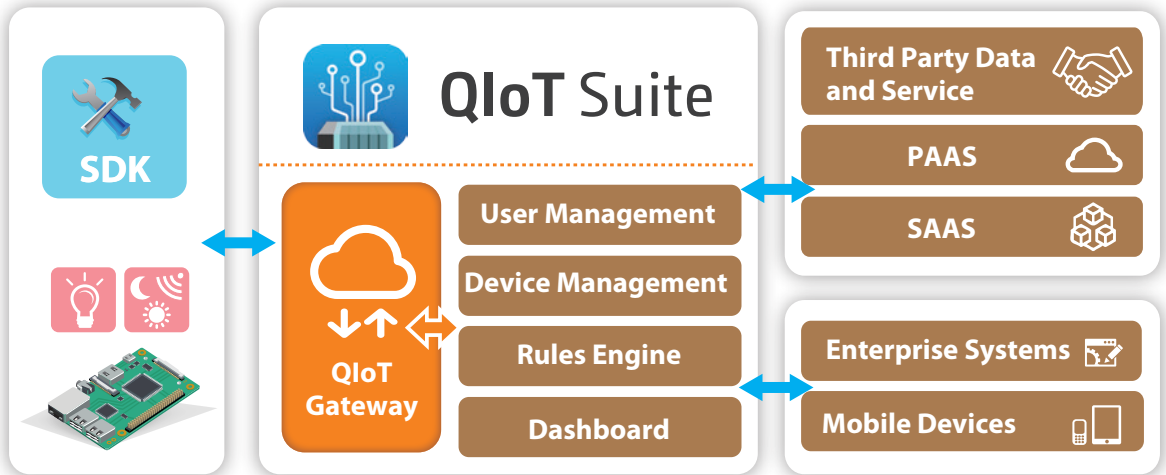 SDK
QIoT Suite
QIoT
Gateway
User Management
Device Management
Rules Engine
Dashboard
Third Party Data
and Service
PAAS
SAAS
Enterprise Systems
Mobile Devices